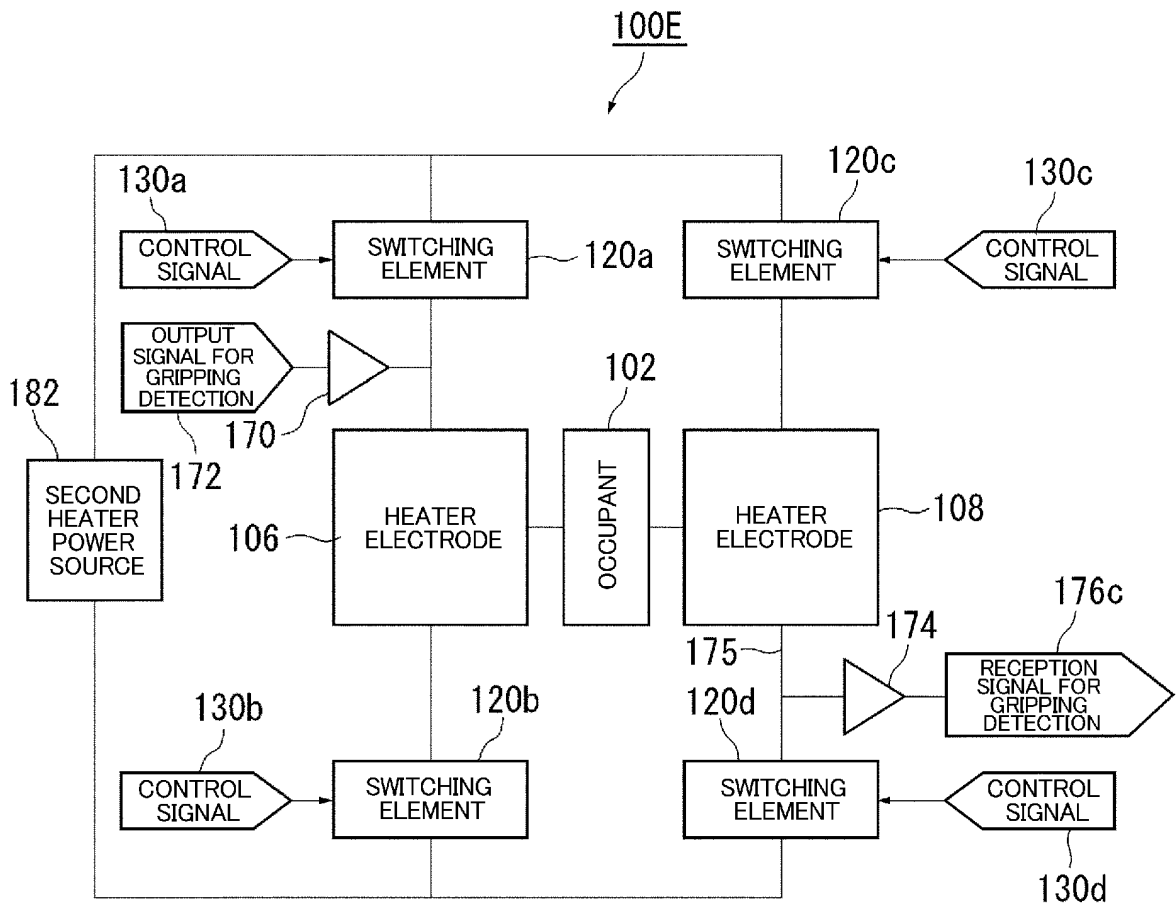 100E
130a
CONTROL
SIGNAL
SWITCHING
ELEMENT
120a
120c
SWITCHING
ELEMENT
130c
CONTROL
SIGNAL
OUTPUT
SIGNAL FOR
GRIPPING
DETECTION
172
170
182
SECOND
HEATER
POWER
SOURCE
106
HEATER
ELECTRODE
102
OCCUPANT
HEATER
ELECTRODE
108
175
174
176c
RECEPTION
SIGNAL FOR
GRIPPING
DETECTION
130b
CONTROL
SIGNAL
120b
SWITCHING
ELEMENT
120d
SWITCHING
ELEMENT
CONTROL
SIGNAL
130d